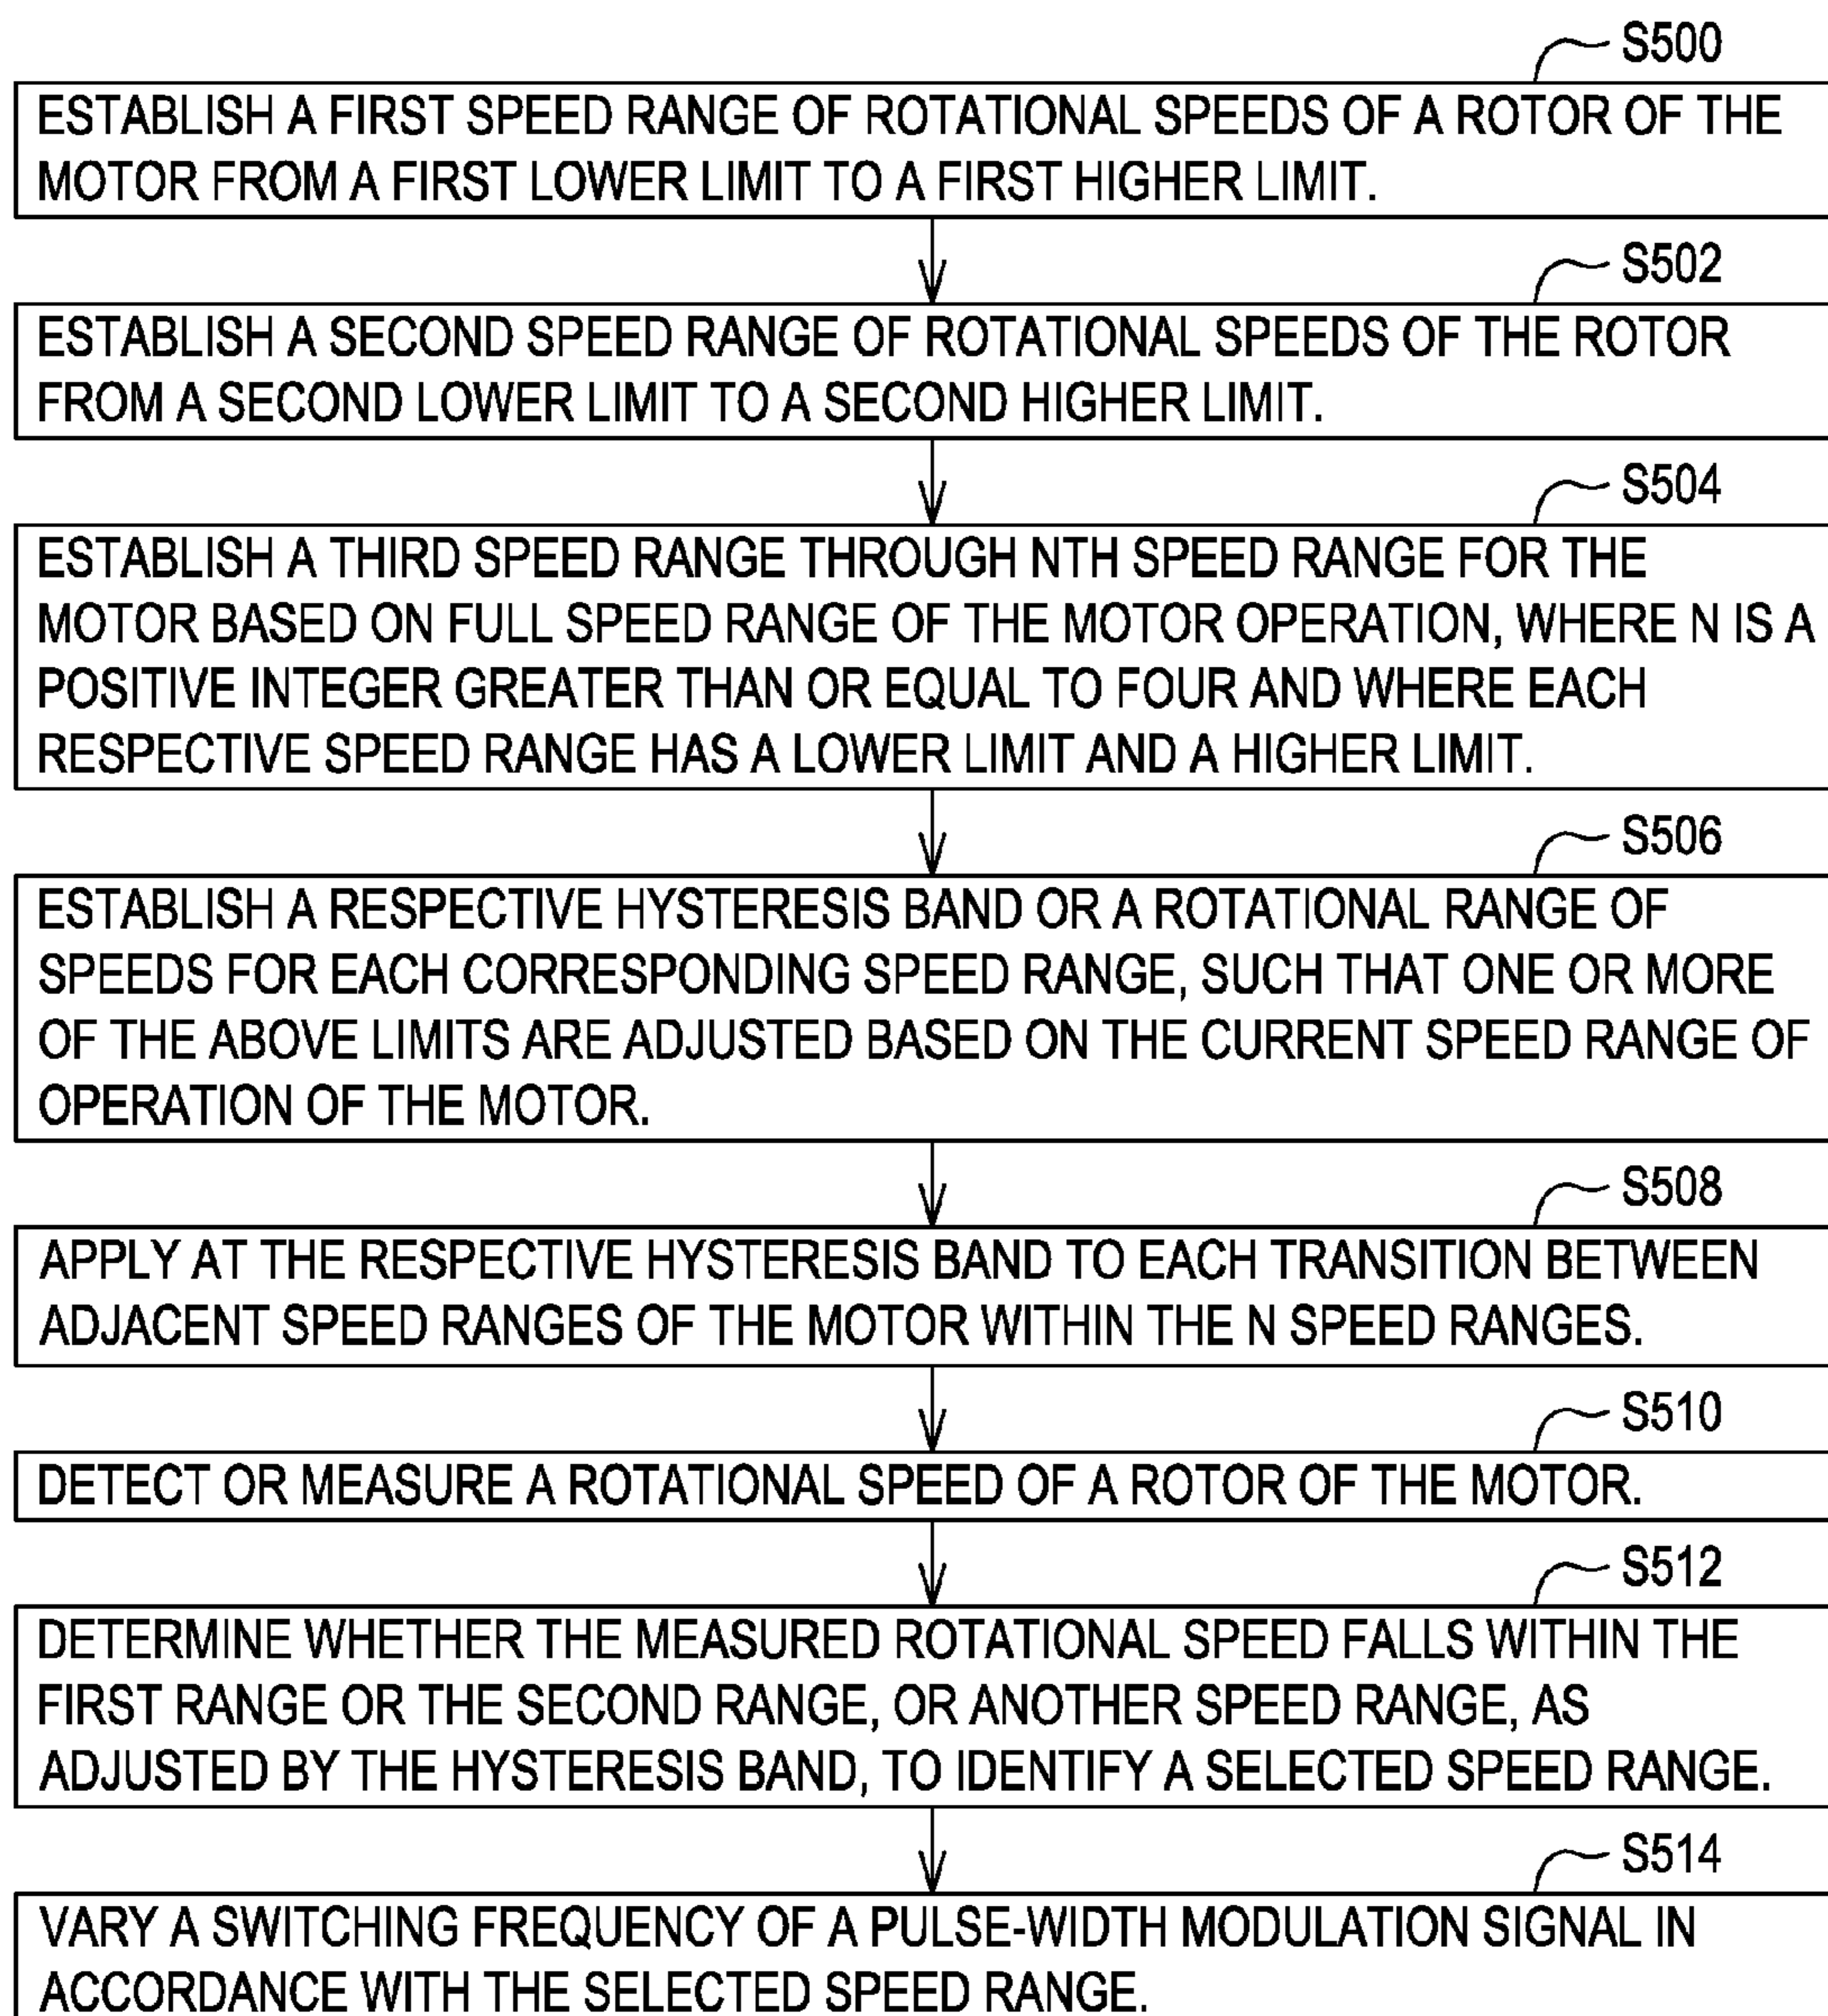 S500
ESTABLISH A FIRST SPEED RANGE OF ROTATIONAL SPEEDS OF A ROTOR OF THE
MOTOR FROM A FIRST LOWER LIMIT TO A FIRST HIGHER LIMIT.
S502
ESTABLISH A SECOND SPEED RANGE OF ROTATIONAL SPEEDS OF THE ROTOR
FROM A SECOND LOWER LIMIT TO A SECOND HIGHER LIMIT.
S504
ESTABLISH A THIRD SPEED RANGE THROUGH NTH SPEED RANGE FOR THE
MOTOR BASED ON FULL SPEED RANGE OF THE MOTOR OPERATION, WHERE N IS A
POSITIVE INTEGER GREATER THAN OR EQUAL TO FOUR AND WHERE EACH
RESPECTIVE SPEED RANGE HAS A LOWER LIMIT AND A HIGHER LIMIT.
S506
ESTABLISH A RESPECTIVE HYSTERESIS BAND OR A ROTATIONAL RANGE OF
SPEEDS FOR EACH CORRESPONDING SPEED RANGE, SUCH THAT ONE OR MORE
OF THE ABOVE LIMITS ARE ADJUSTED BASED ON THE CURRENT SPEED RANGE OF
OPERATION OF THE MOTOR.
S508
APPLY AT THE RESPECTIVE HYSTERESIS BAND TO EACH TRANSITION BETWEEN
ADJACENT SPEED RANGES OF THE MOTOR WITHIN THE N SPEED RANGES.
S510
DETECT OR MEASURE A ROTATIONAL SPEED OF A ROTOR OF THE MOTOR.
S512
DETERMINE WHETHER THE MEASURED ROTATIONAL SPEED FALLS WITHIN THE
FIRST RANGE OR THE SECOND RANGE, OR ANOTHER SPEED RANGE, AS
ADJUSTED BY THE HYSTERESIS BAND, TO IDENTIFY A SELECTED SPEED RANGE.
S514
VARY A SWITCHING FREQUENCY OF A PULSE-WIDTH MODULATION SIGNAL IN
ACCORDANCE WITH THE SELECTED SPEED RANGE.